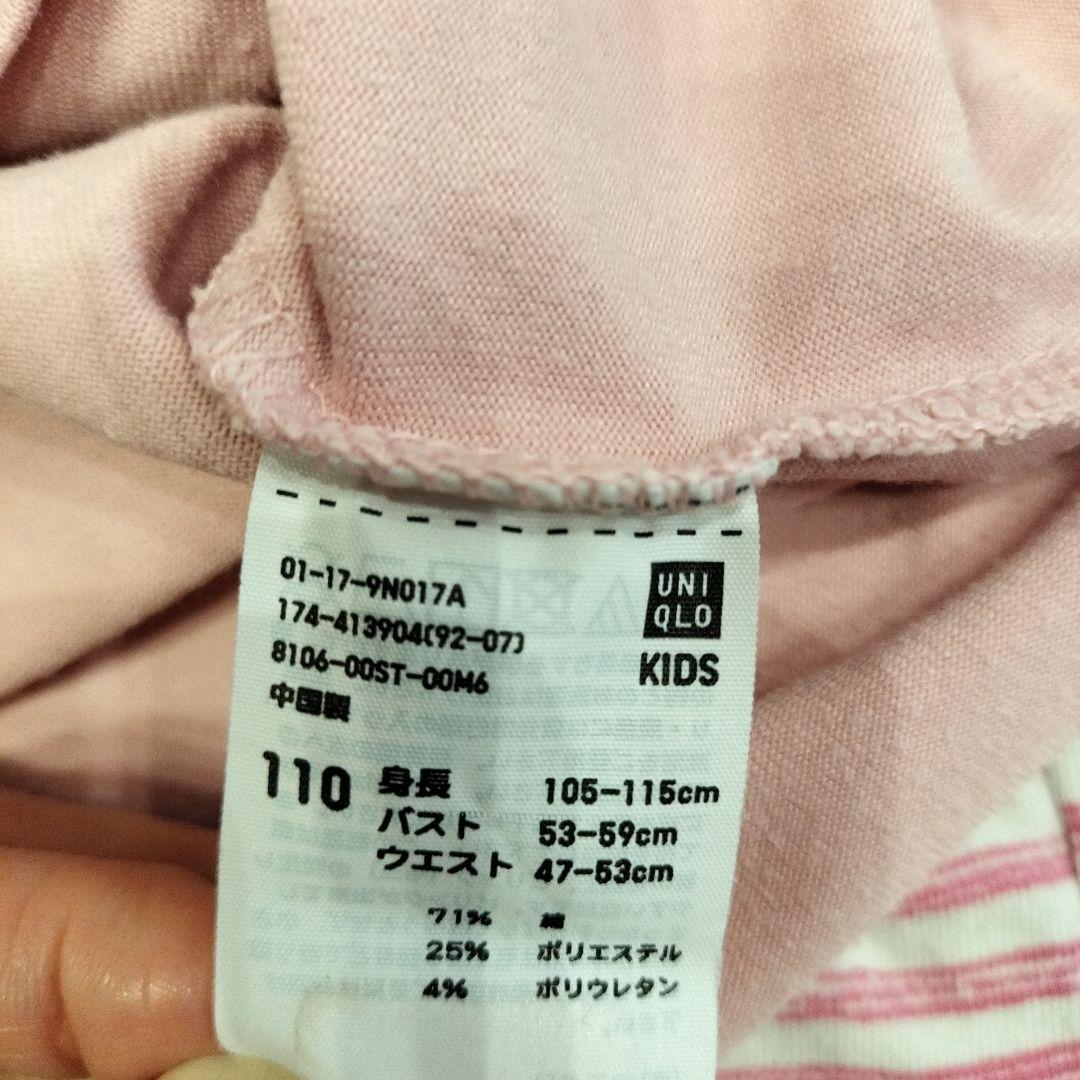 01-17-9N017A
174-413904(92-07)
8106-00ST-00M6
中国製
UNI
QLO
KIDS
110
身長 105-115cm
バスト 53-59cm
ウエスト 47-53cm
71% 綿
25% ポリエステル
4% ポリウレタン